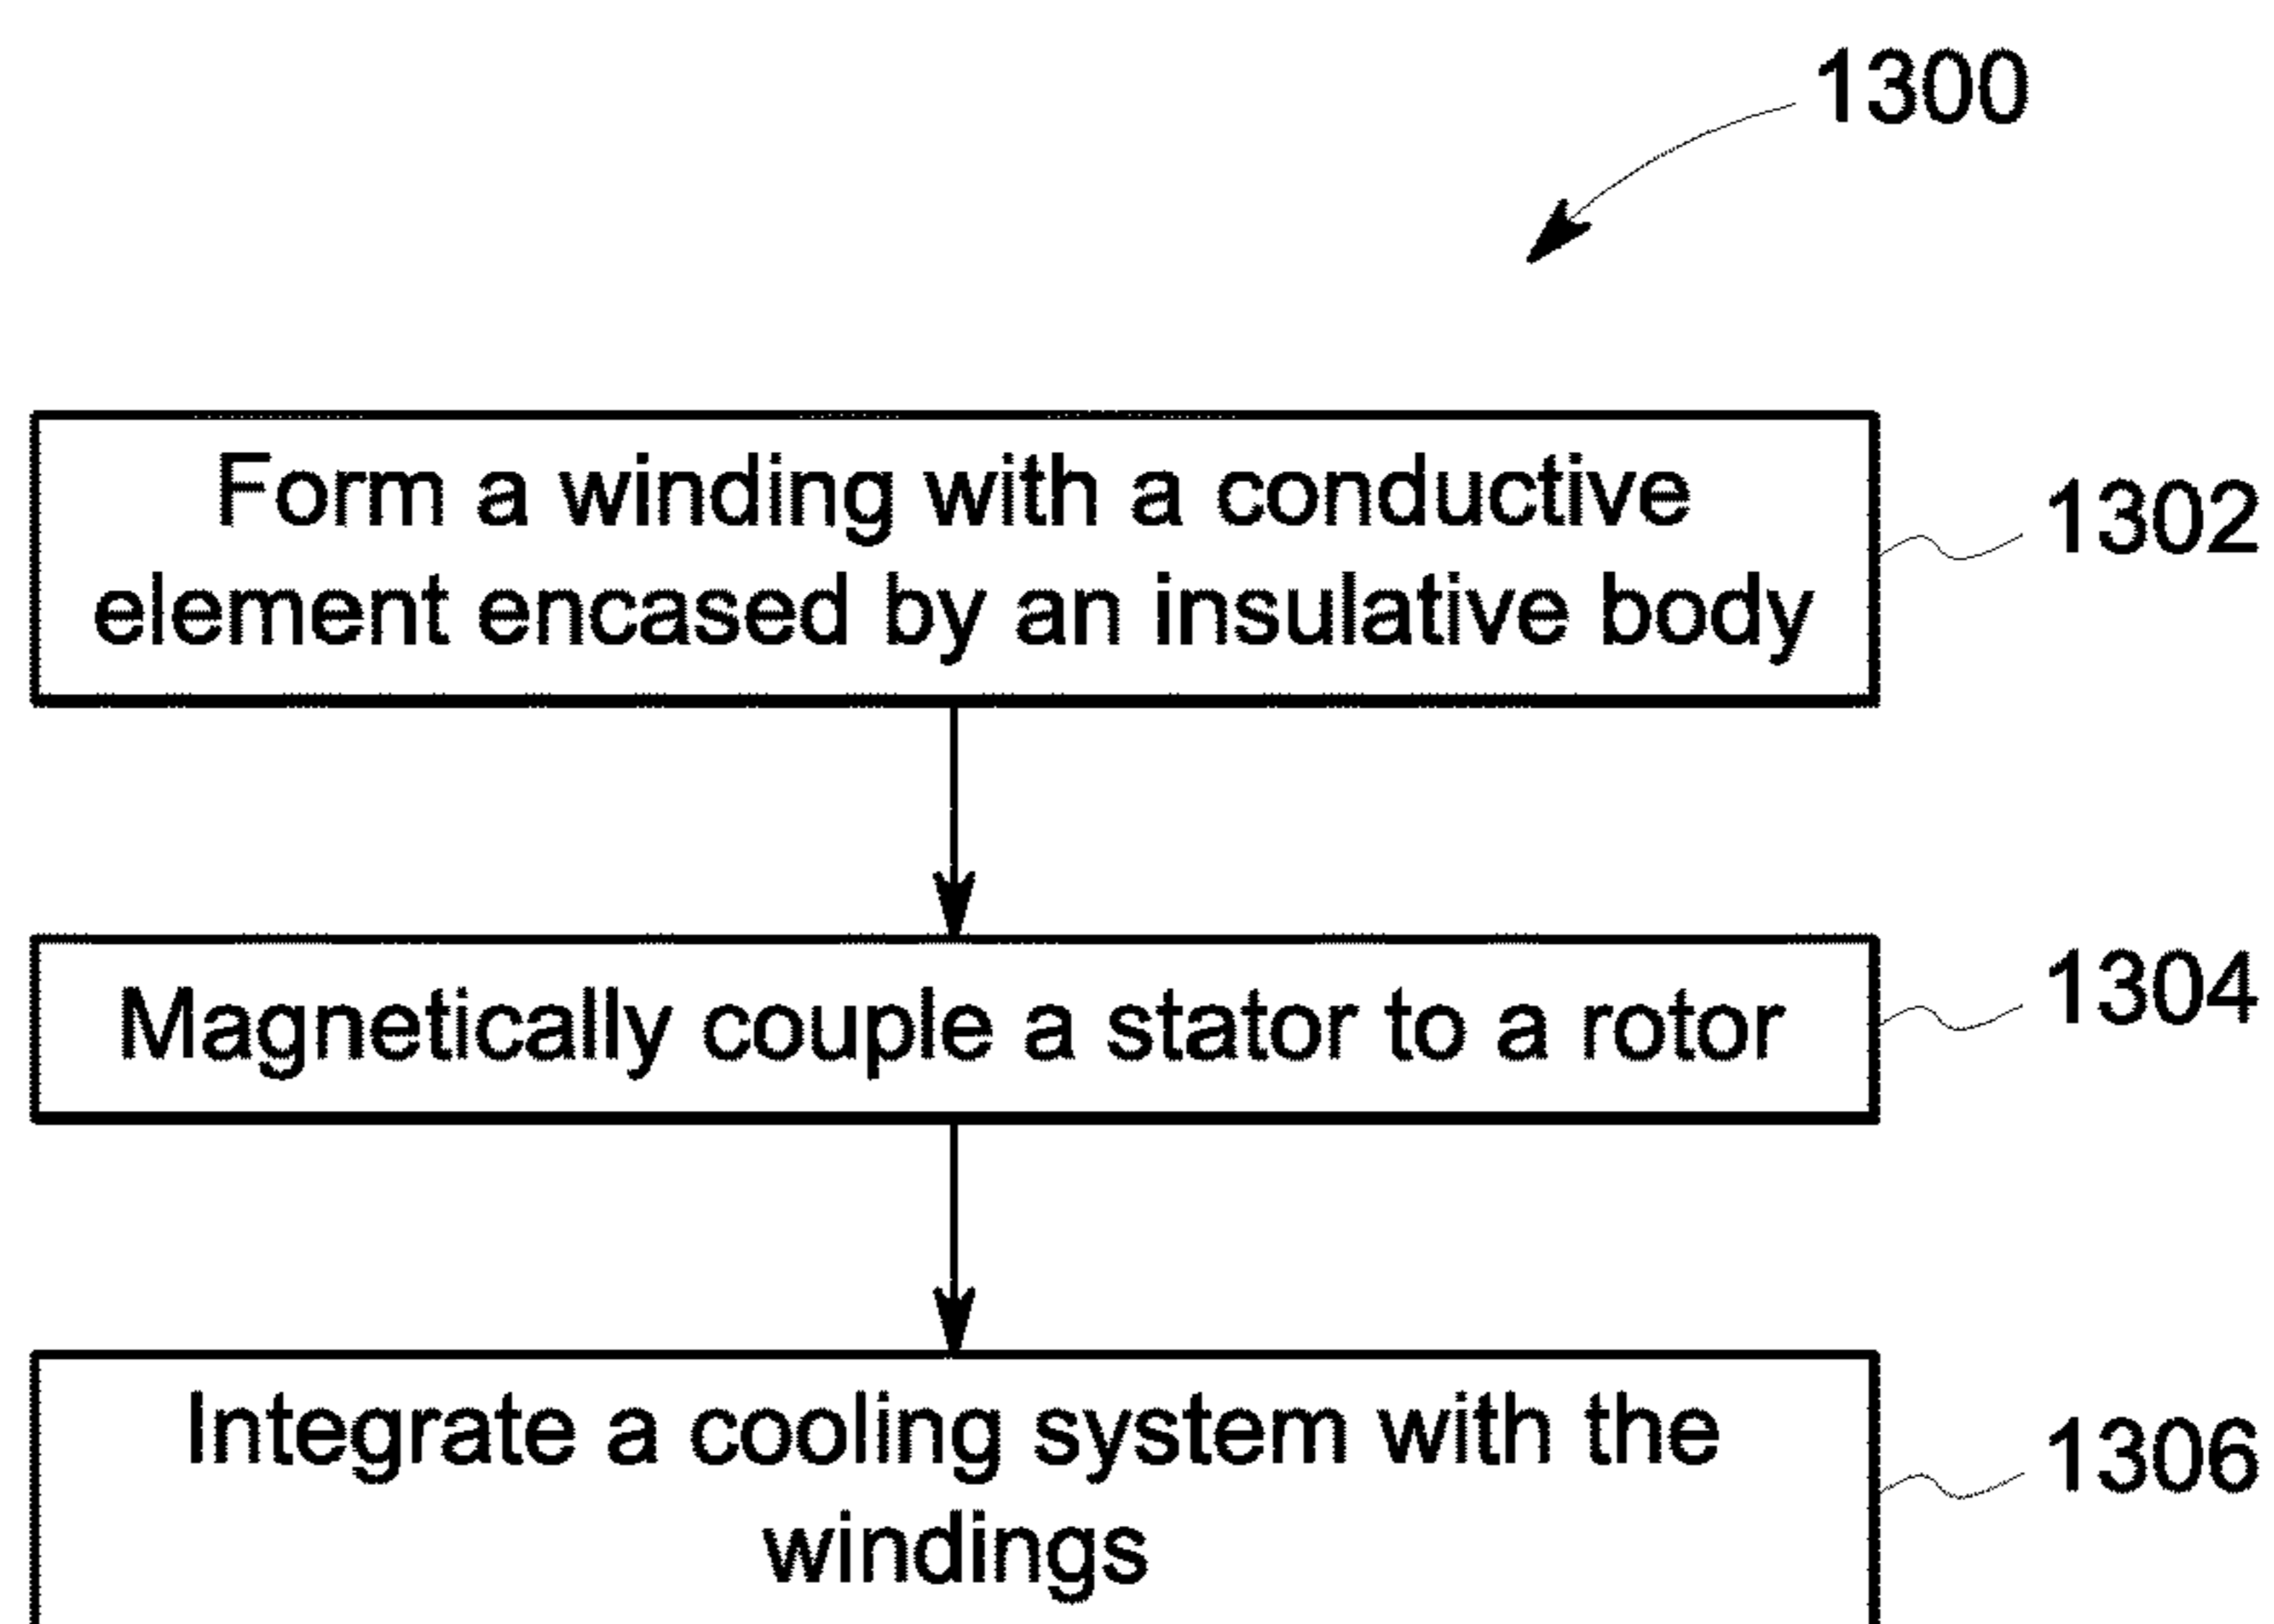 1300
Form a winding with a conductive
element encased by an insulative body
1302
Magnetically couple a stator to a rotor
1304
Integrate a cooling system with the
windings
1306